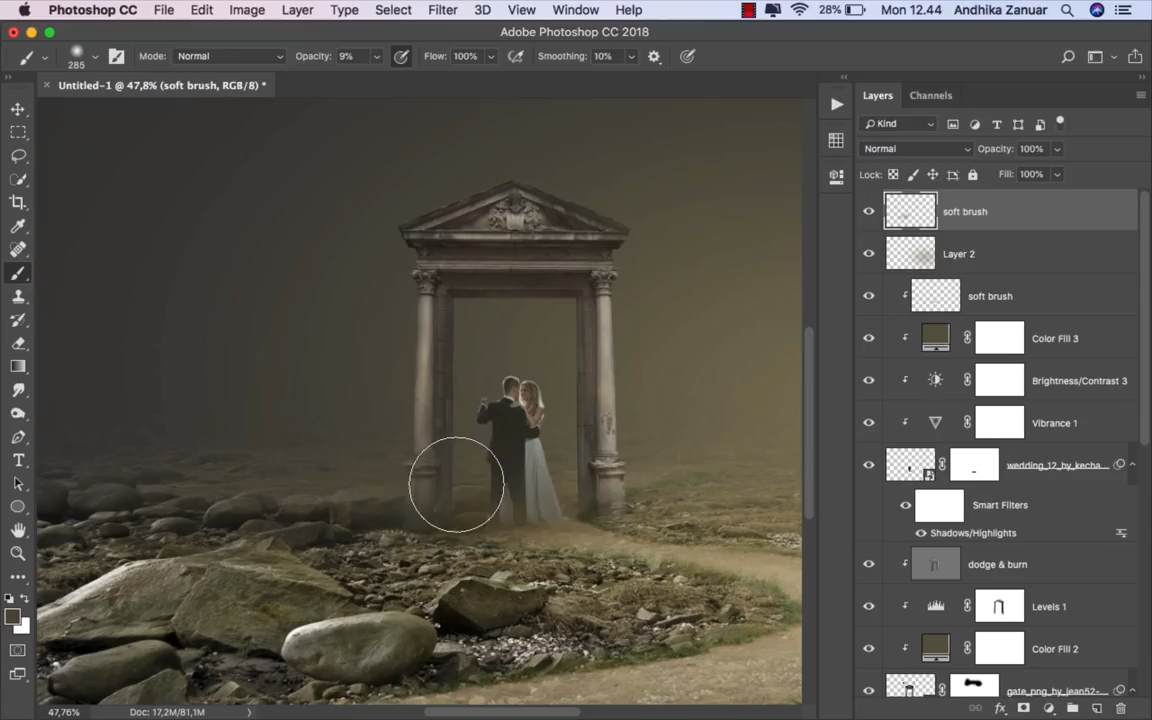 Photoshop CC File Edit Image Layer Type Select Filter 3D View Window Help 28% Mon 12.44 Andhika Zanuar
Adobe Photoshop CC 2018
285 Mode: Normal Opacity: 9% Flow: 100% Smoothing: 10%
Untitled-1 @ 47,8% (soft brush, RGB/8) *
Layers Channels
Kind
Normal Opacity: 100%
Lock: Fill: 100%
soft brush
Layer 2
soft brush
Color Fill 3
Brightness/Contrast 3
Vibrance 1
wedding_12_by_kecha...
Smart Filters
Shadows/Highlights
dodge & burn
Levels 1
Color Fill 2
gate_png_by_jean52-...
47,76% Doc: 17,2M/81,1M